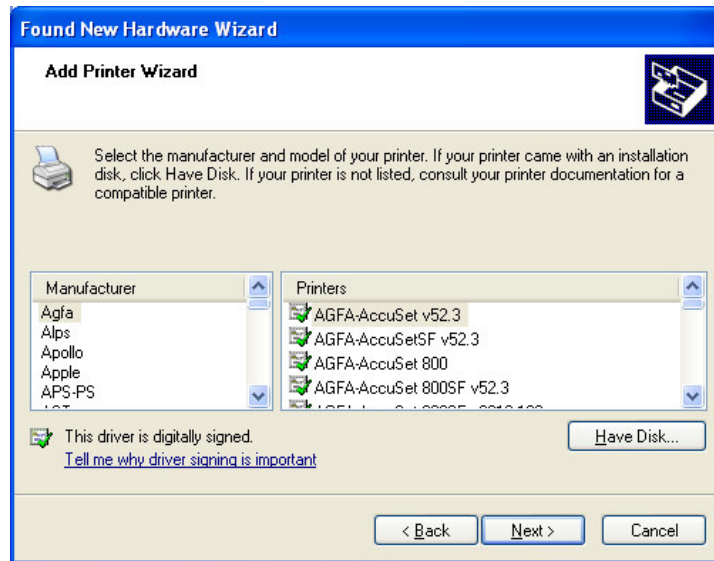 Found New Hardware Wizard
Add Printer Wizard
Select the manufacturer and model of your printer. If your printer came with an installation
disk, click Have Disk. If your printer is not listed, consult your printer documentation for a
compatible printer.
Manufacturer
Agfa
Alps
Apollo
Apple
APS-PS
Printers
AGFA-AccuSet v52.3
AGFA-AccuSetSF v52.3
AGFA-AccuSet 800
AGFA-AccuSet 800SF v52.3
This driver is digitally signed.
Tell me why driver signing is important
Have Disk...
< Back
Next >
Cancel